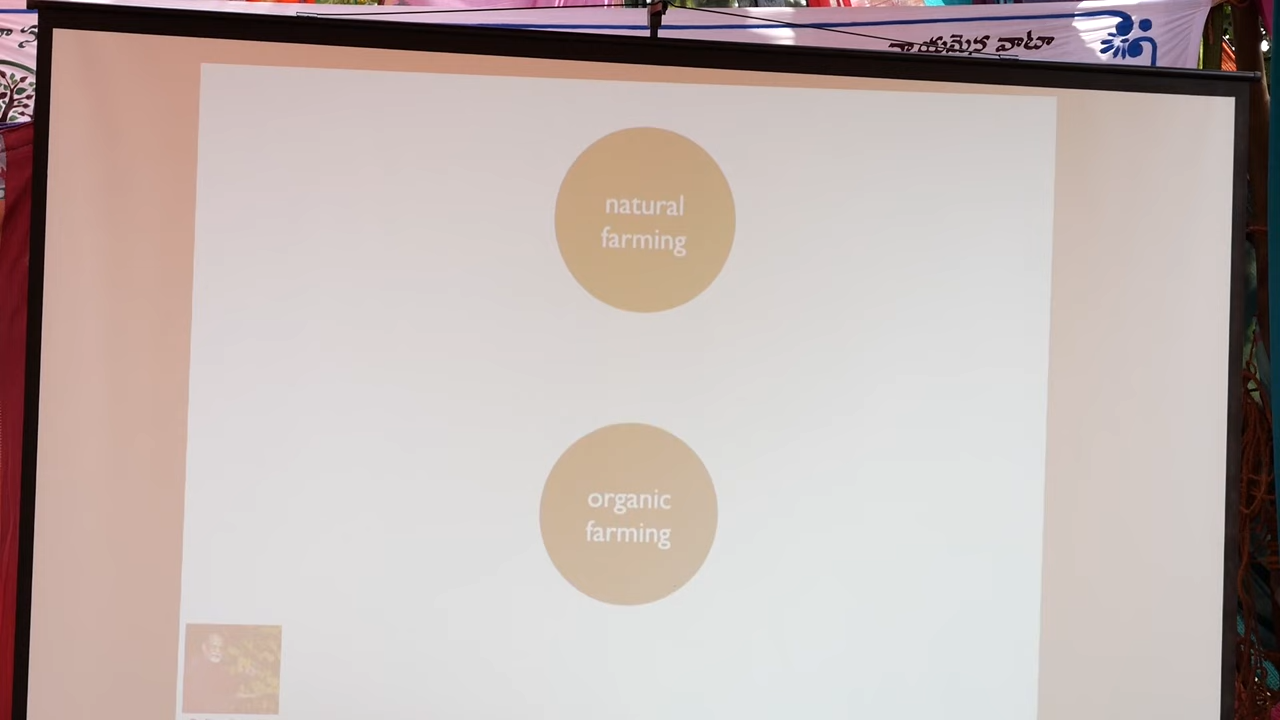 వాటా
natural
farming
organic
farming